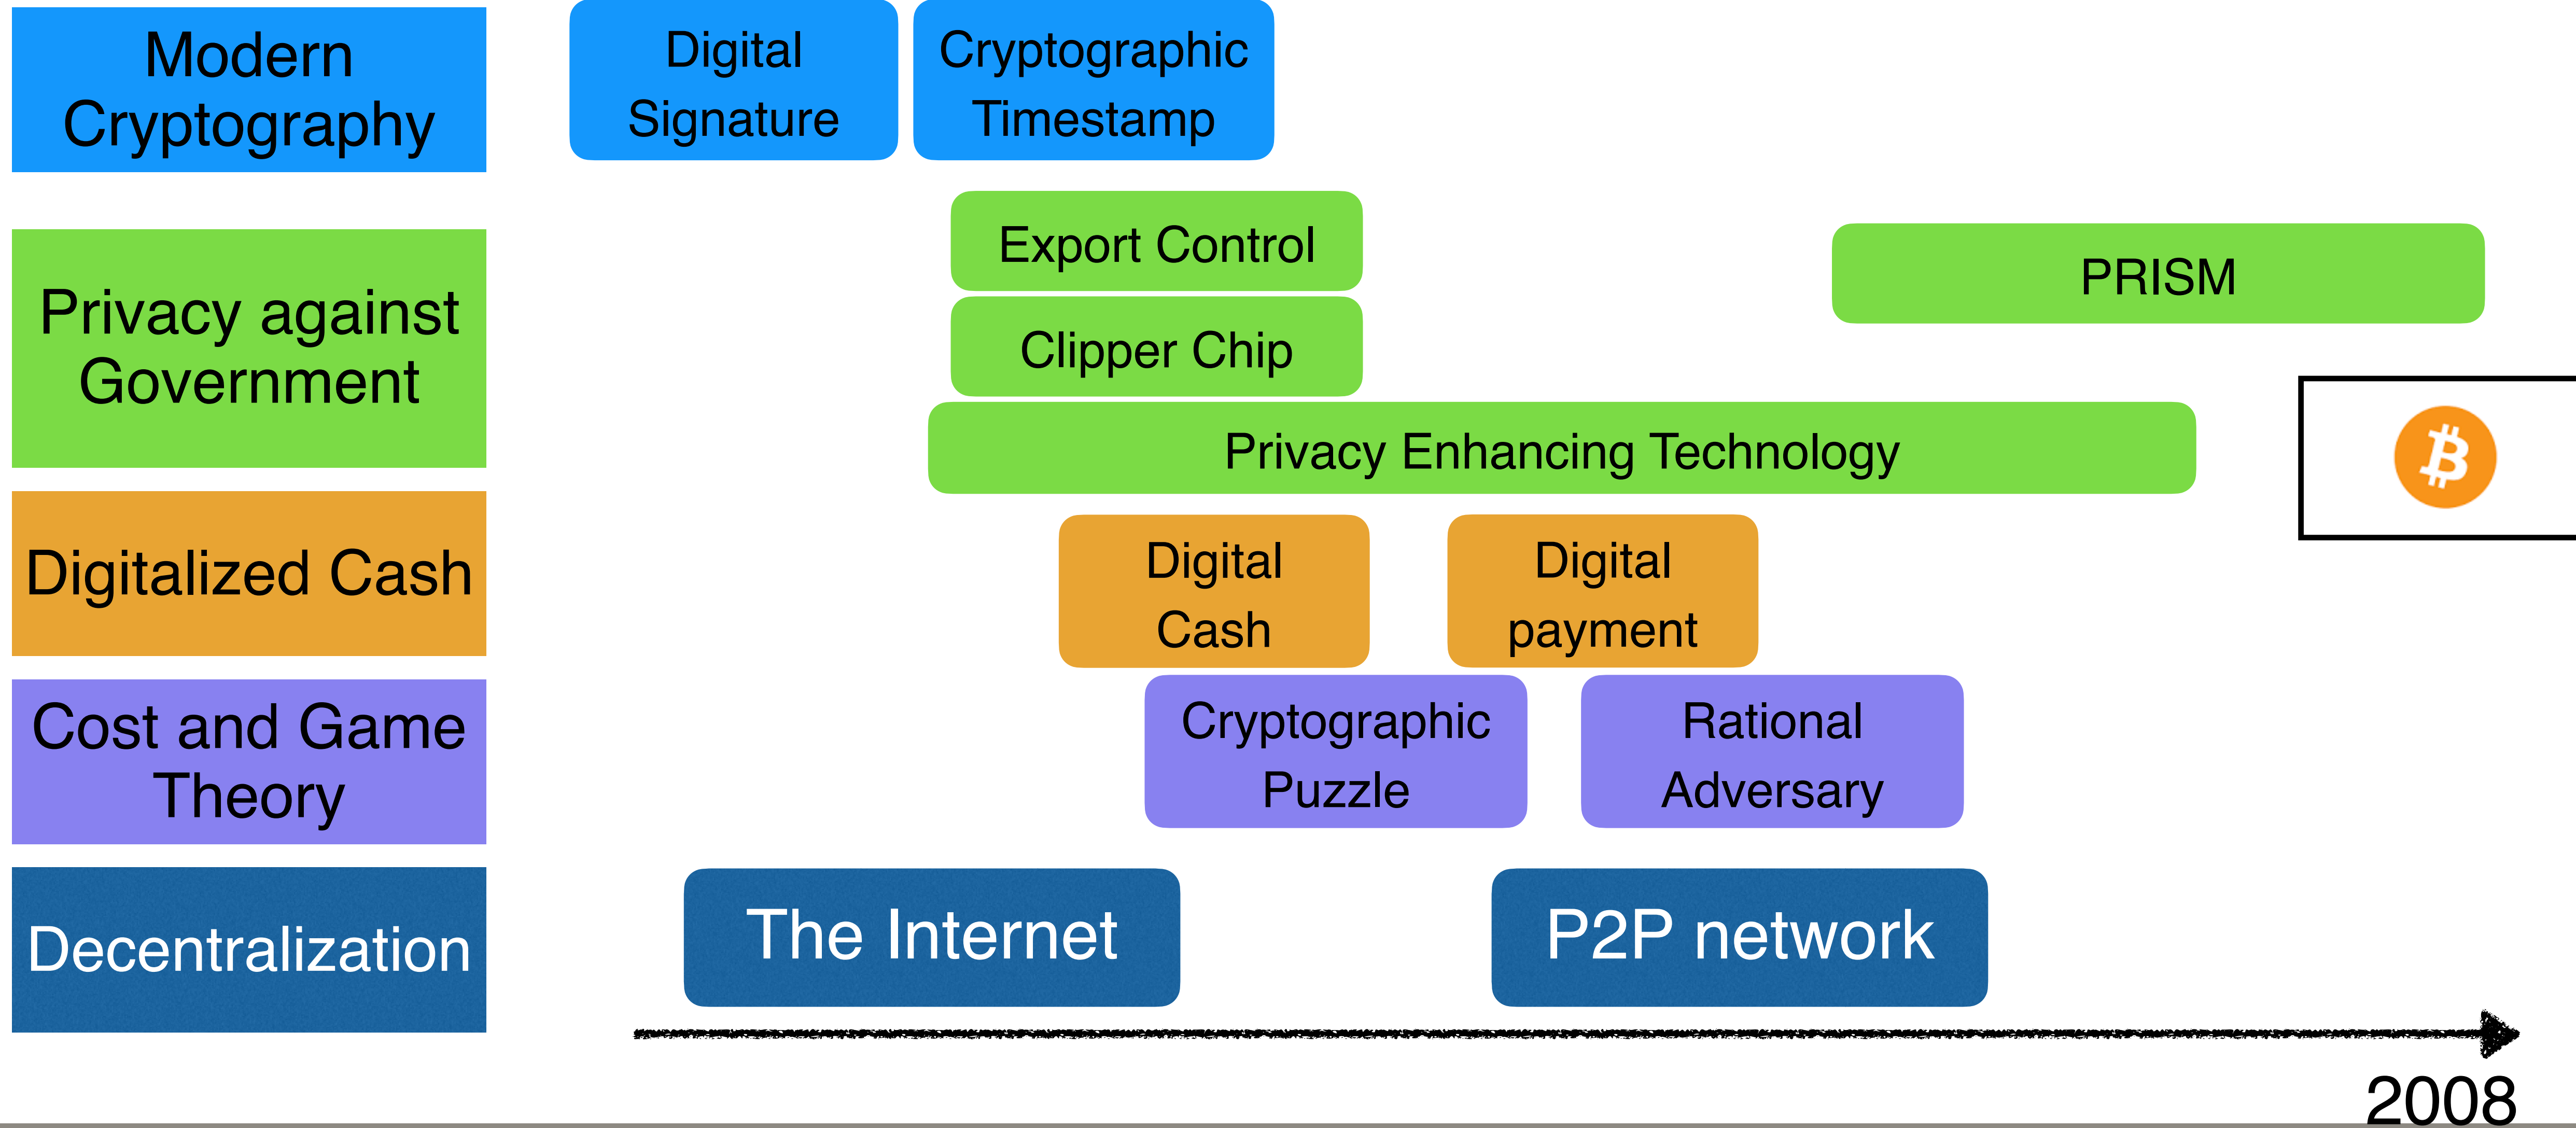 Modern
Cryptography
Digital
Signature
Cryptographic
Timestamp
Privacy against
Government
Export Control
Clipper Chip
Privacy Enhancing Technology
PRISM
Digitalized Cash
Digital
Cash
Digital
payment
Cost and Game
Theory
Cryptographic
Puzzle
Rational
Adversary
Decentralization
The Internet
P2P network
2008